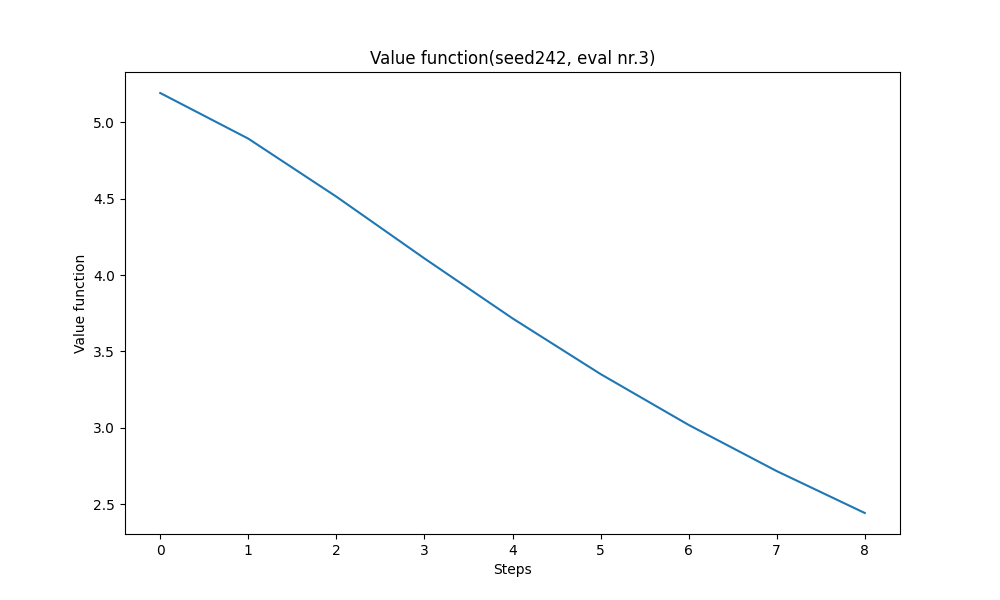 Value function(seed242, eval nr.3)
Value function
5.0
4.5
4.0
3.5
3.0
2.5
0 1 2 3 4 5 6 7 8
Steps